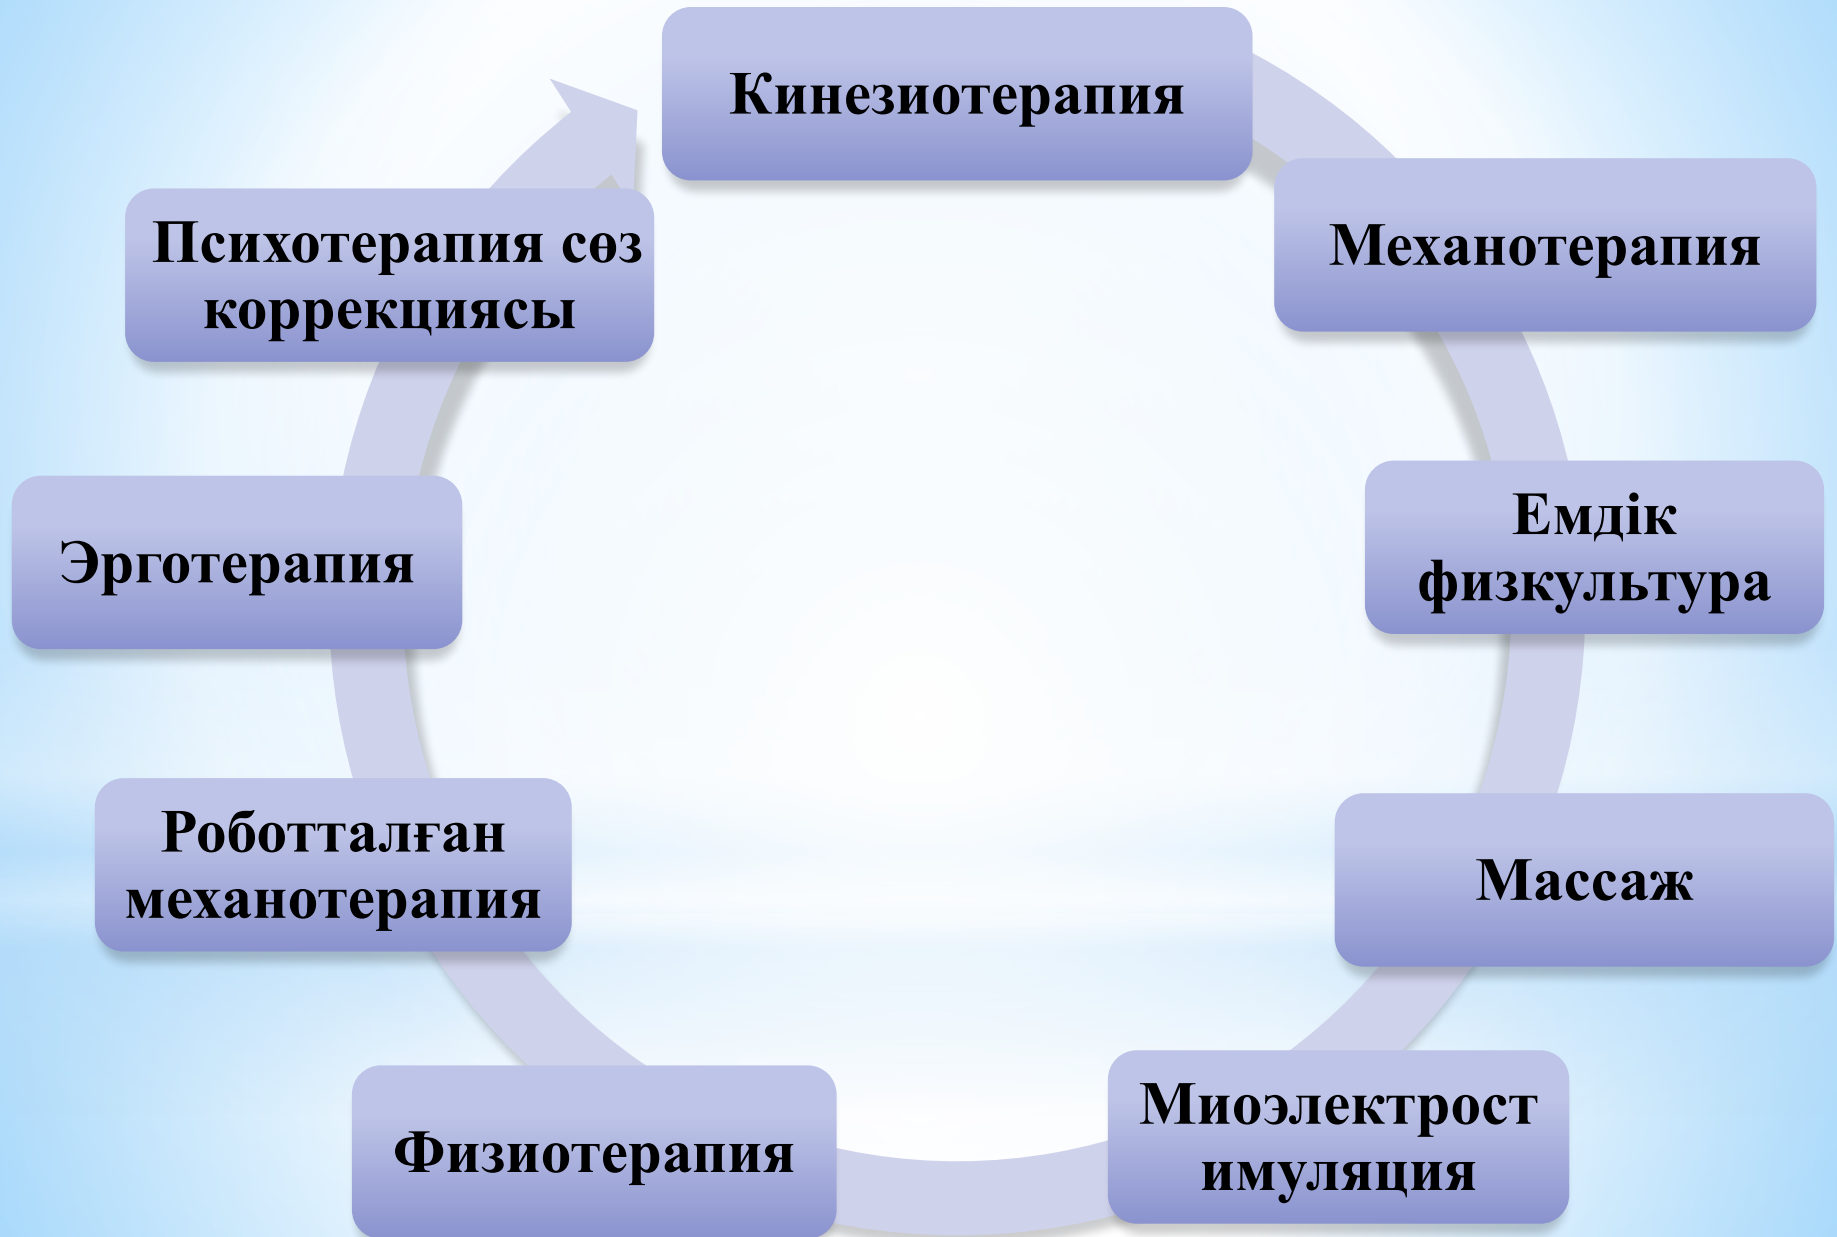 Кинезиотерапия
Механотерапия
Емдік
физкультура
Массаж
Миоэлектрост
имуляция
Физиотерапия
Роботталған
механотерапия
Эрготерапия
Психотерапия сөз
коррекциясы